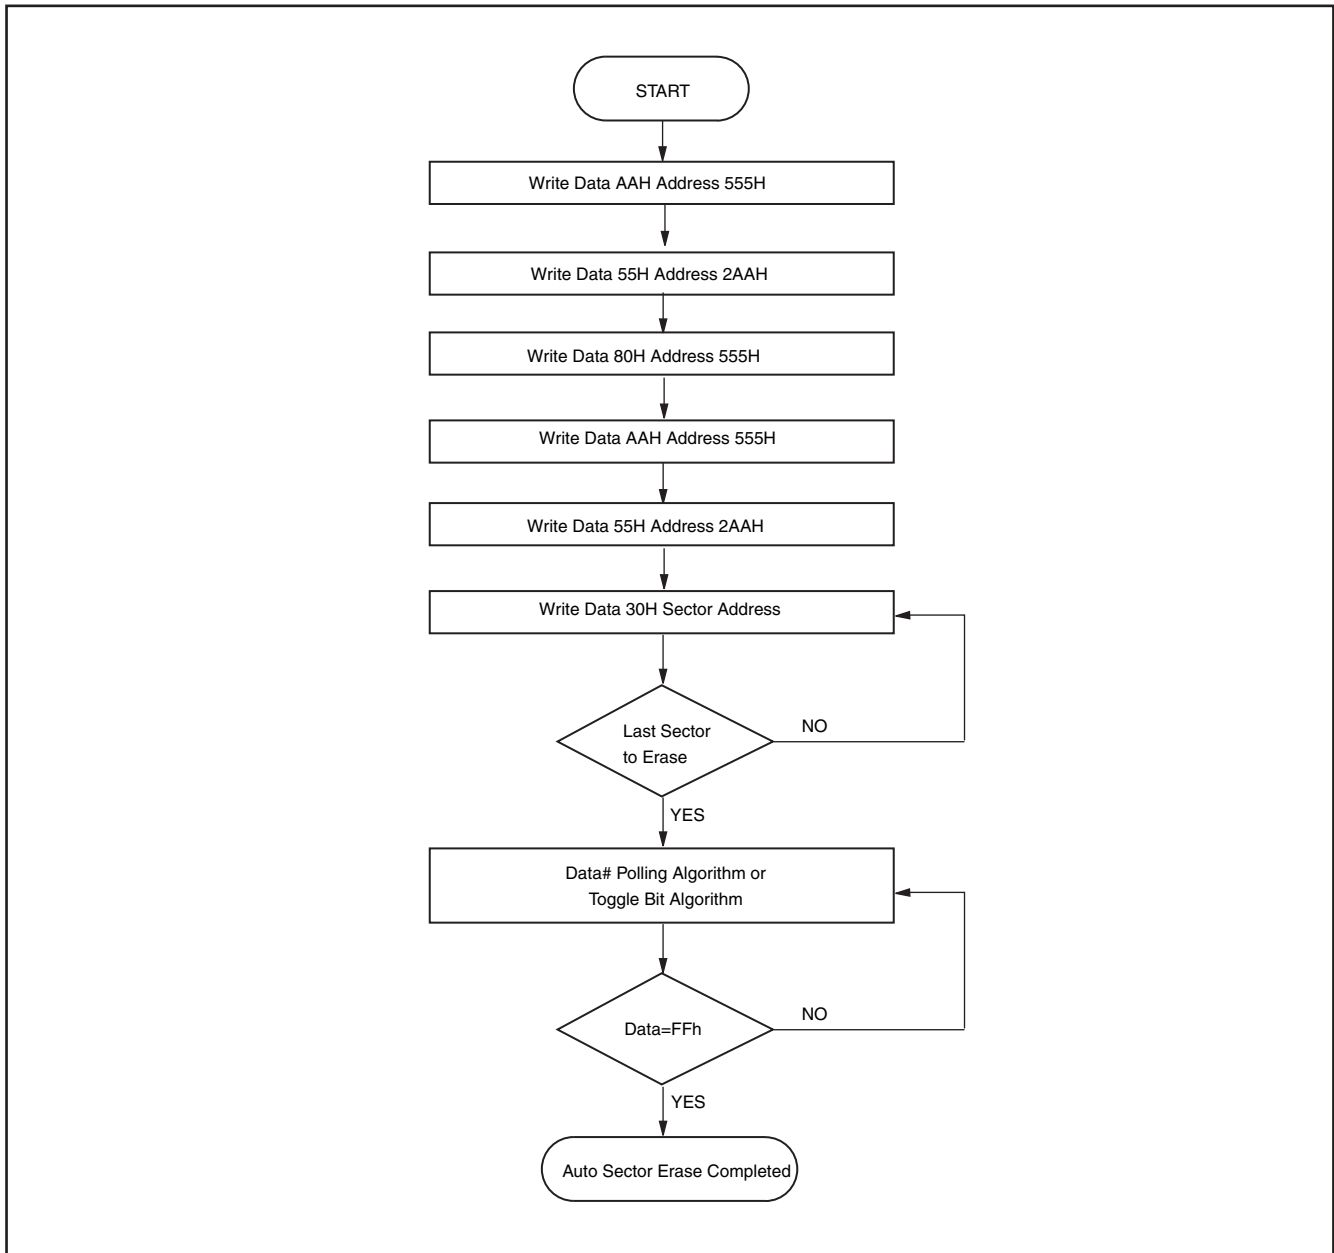 START
Write Data AAH Address 555H
Write Data 55H Address 2AAH
Write Data 80H Address 555H
Write Data AAH Address 555H
Write Data 55H Address 2AAH
Write Data 30H Sector Address
Last Sector
to Erase
NO
YES
Data# Polling Algorithm or
Toggle Bit Algorithm
Data=FFh
NO
YES
Auto Sector Erase Completed